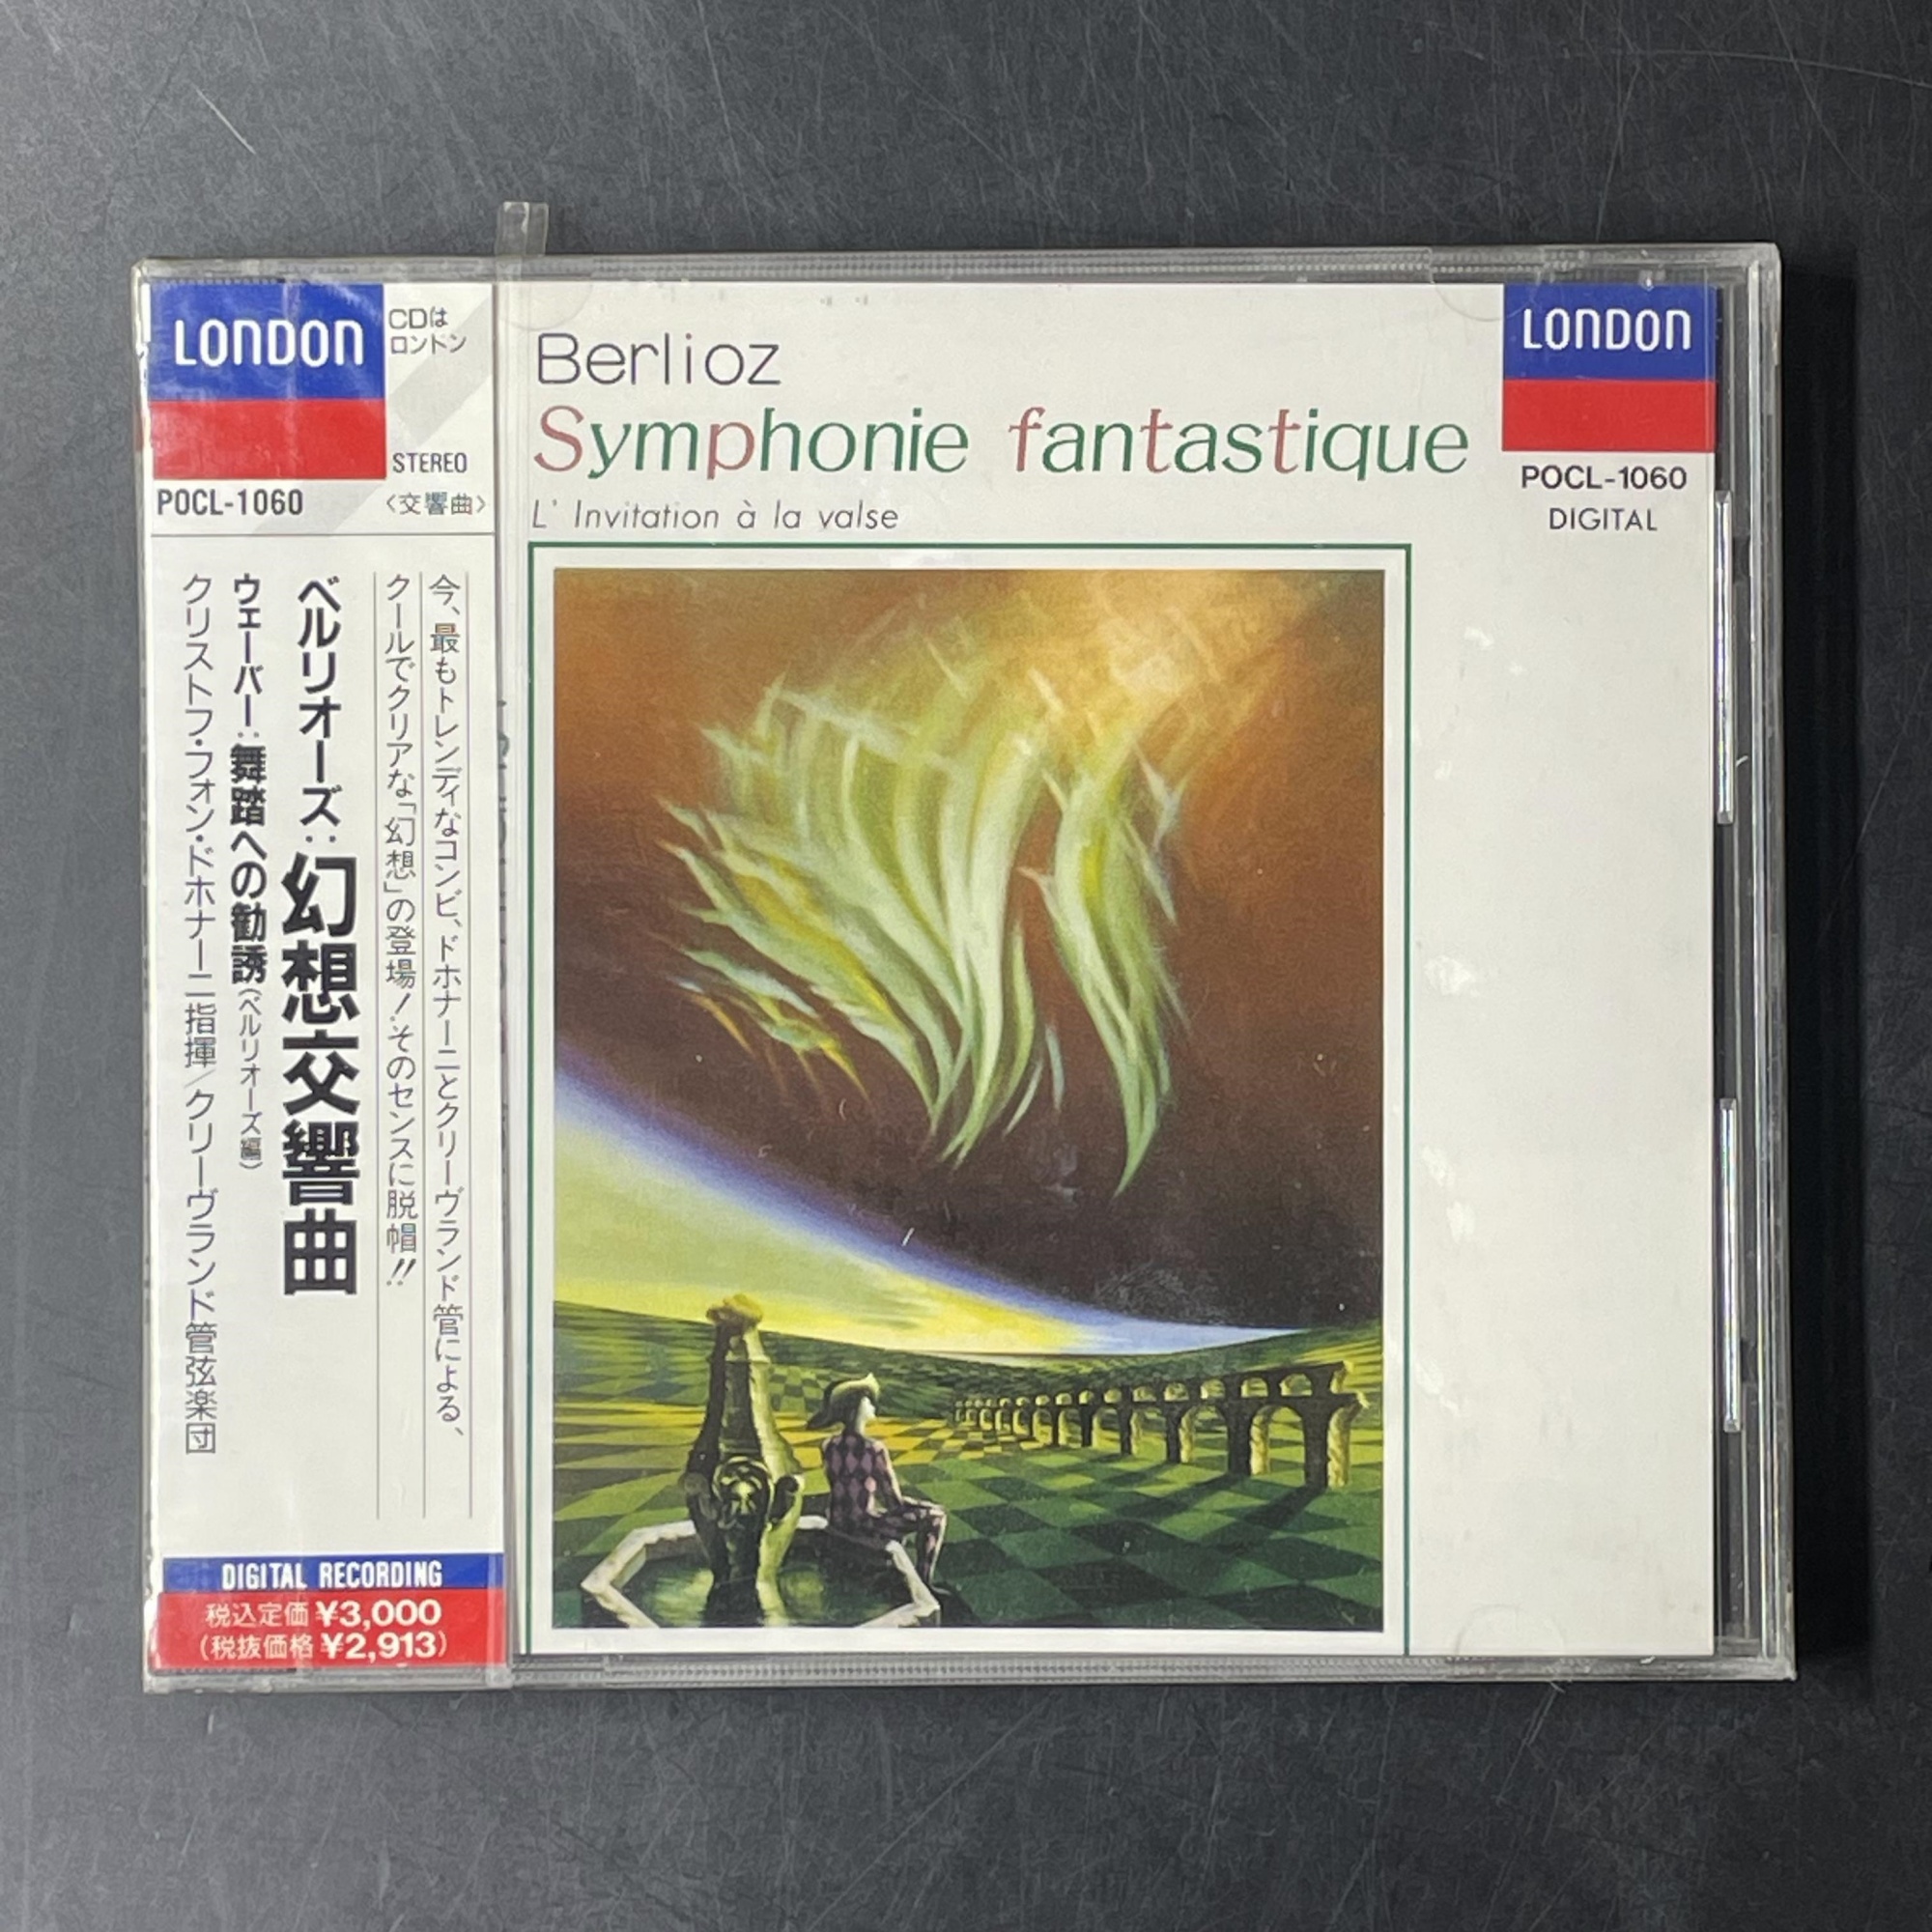 LONDON
CDは
ロンドン
STEREO
POCL-1060
〈交響曲〉
今、最もトレンディなコンビ、ドホナーニとクリーヴランド管による、
クールでクリアな「幻想」の登場！そのセンスに脱帽!!
ベルリオーズ:幻想交響曲
ウェーバー:舞踏への勧誘(ベルリオーズ編)
クリストフ・フォン・ドホナーニ指揮/クリーヴランド管弦楽団
DIGITAL RECORDING
税込定価 ¥3,000
(税抜価格 ¥2,913)
Berlioz
Symphonie fantastique
L' Invitation à la valse
LONDON
POCL-1060
DIGITAL